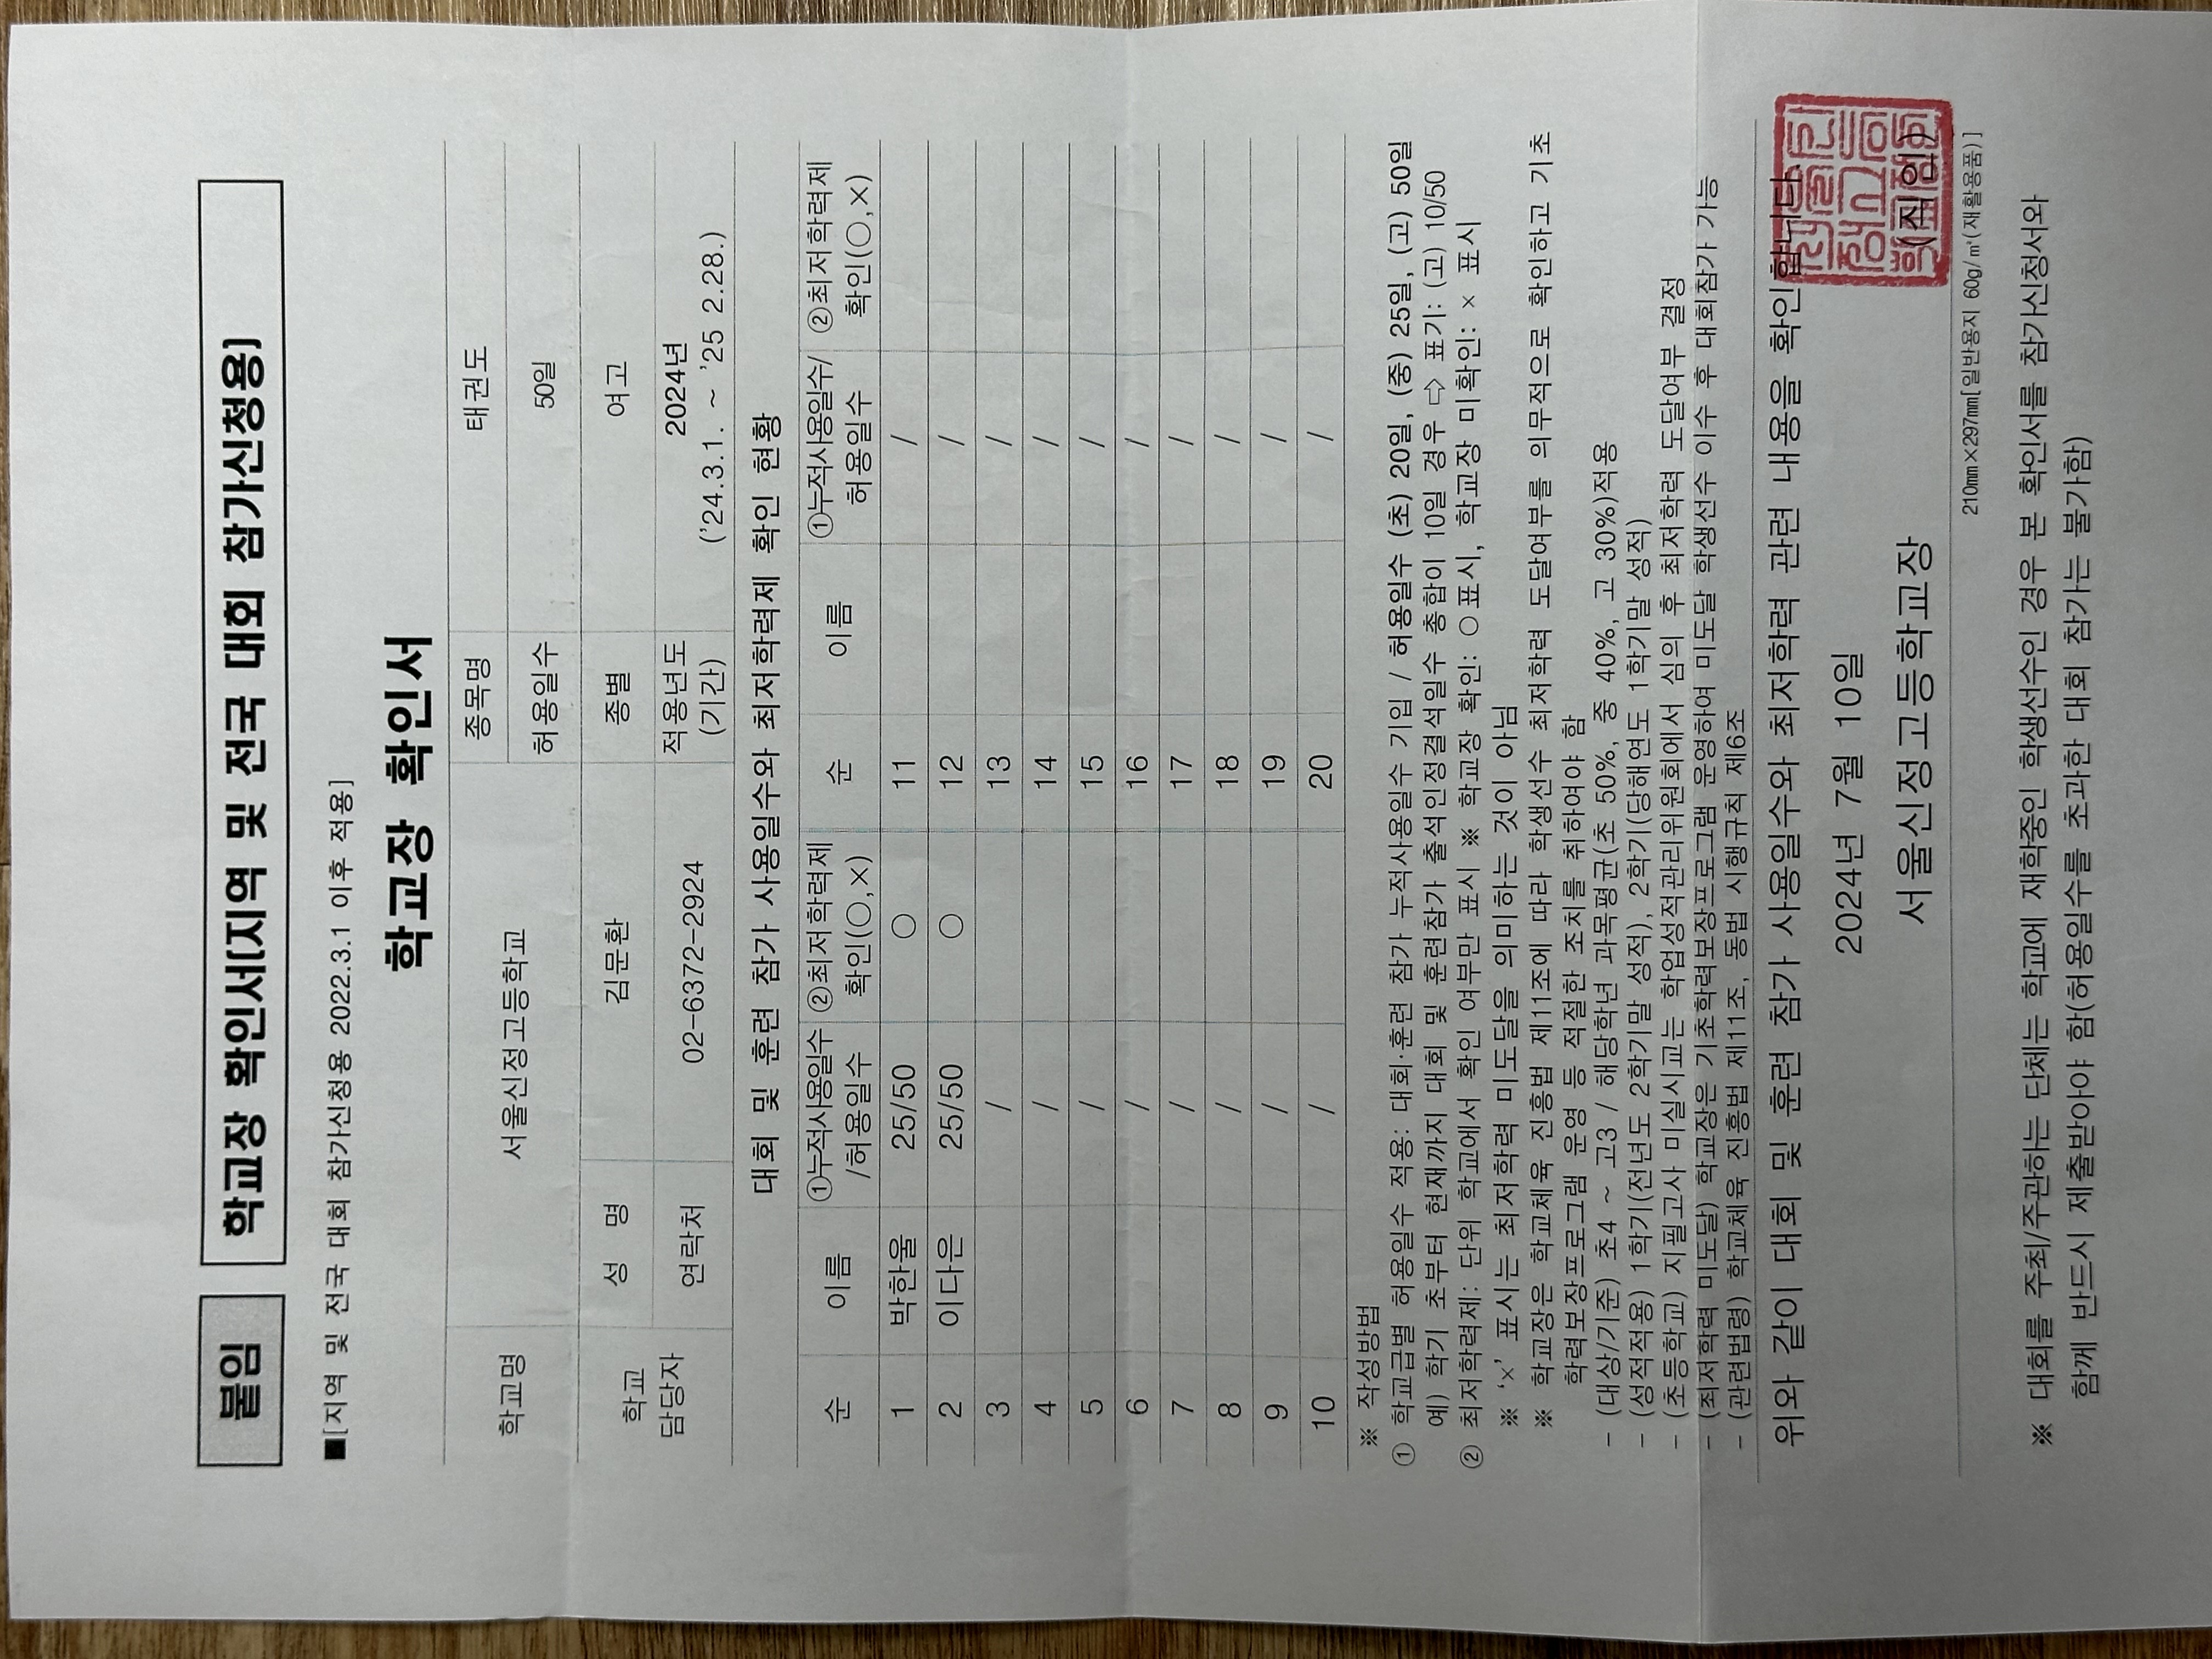 붙임
학교장 확인서(지역 및 전국 대회 참가신청용)
■[지역 및 전국 대회 참가신청용 2022.3.1 이후 적용]
학교장 확인서
학교명 서울신정고등학교 종목명 태권도
허용일수 50일
학교 담당자 성 명 김문환 종별 여고
연락처 02-6372-2924 적용년도 (기간) 2024년 ('24.3.1. ~ '25 2.28.)
대회 및 훈련 참가 사용일수와 최저학력제 확인 현황
순 이름 ①누적사용일수/허용일수 ②최저학력제 확인(○,×) 순 이름 ①누적사용일수/허용일수 ②최저학력제 확인(○,×)
1 박한울 25/50 ○ 11 /
2 이다은 25/50 ○ 12 /
3 / 13 /
4 / 14 /
5 / 15 /
6 / 16 /
7 / 17 /
8 / 18 /
9 / 19 /
10 / 20 /
※ 작성방법
① 학교급별 허용일수 적용: 대회·훈련 참가 누적사용일수 기입 / 허용일수 (초) 20일, (중) 25일, (고) 50일
예) 학기 초부터 현재까지 대회 및 훈련참가 출석인정결석일수 총합이 10일 경우 ⇨ 표기: (고) 10/50
② 최저학력제: 단위 학교에서 확인 여부만 표시 ※ 학교장 확인: ○표시, 학교장 미확인: × 표시
※ '×' 표시는 최저학력 미도달을 의미하는 것이 아님
※ 학교장은 학교체육 진흥법 제11조에 따라 학생선수 최저학력 도달여부를 의무적으로 확인하고 기초
학력보장프로그램 운영 등 적절한 조치를 취하여야 함
- (대상/기준) 초4 ~ 고3 / 해당학년 과목평균(초 50%, 중 40%, 고 30%)적용
- (성적적용) 1학기(전년도 2학기말 성적), 2학기(당해연도 1학기말 성적)
- (초등학교) 지필고사 미실시교는 학업성적관리위원회에서 심의 후 최저학력 도달여부 결정
- (최저학력 미도달) 학교장은 기초학력보장프로그램 운영하여 미도달 학생선수 이수 후 대회참가 가능
- (관련법령) 학교체육 진흥법 제11조, 동법 시행규칙 제6조
위와 같이 대회 및 훈련 참가 사용일수와 최저학력 관련 내용을 확인합니다.
2024년 7월 10일
서울신정고등학교장 (직인)
210㎜×297㎜[일반용지 60g/㎡(재활용품)]
※ 대회를 주최/주관하는 단체는 학교에 재학중인 학생선수인 경우 본 확인서를 참가신청서와
함께 반드시 제출받아야 함(허용일수를 초과한 대회 참가는 불가함)